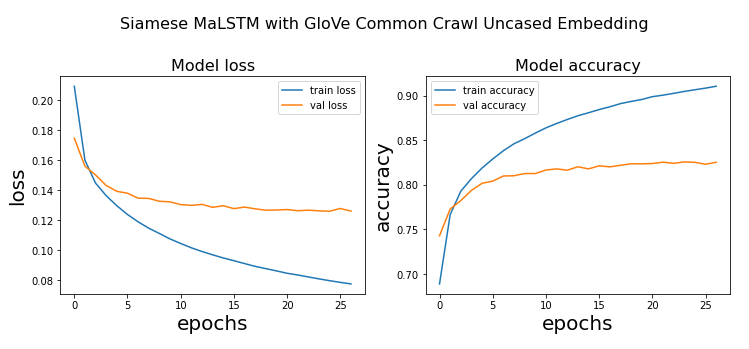 Siamese MaLSTM with GloVe Common Crawl Uncased Embedding
Model loss
loss
0.20
0.18
0.16
0.14
0.12
0.10
0.08
train loss
val loss
0 5 10 15 20 25
epochs
Model accuracy
accuracy
0.90
0.85
0.80
0.75
0.70
train accuracy
val accuracy
0 5 10 15 20 25
epochs